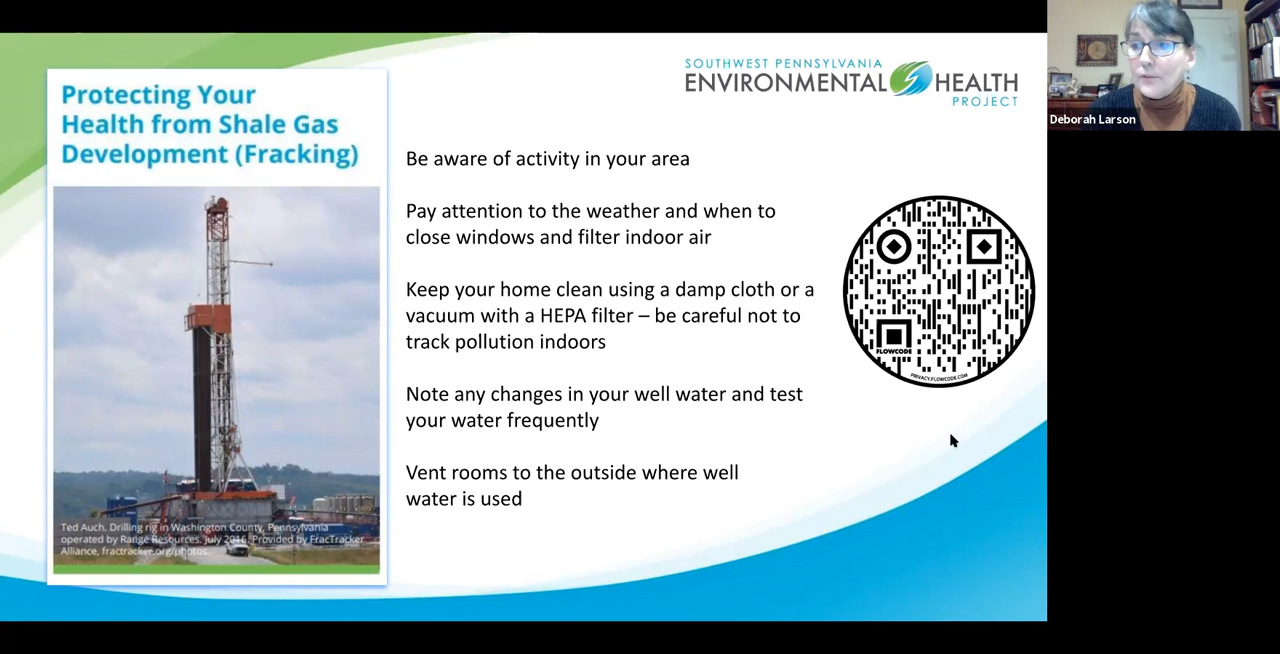 Protecting Your
Health from Shale Gas
Development (Fracking)
Ted Auch. Drilling rig in Washington County, Pennsylvania
operated by Range Resources. July 2016. Provided by FracTracker
Alliance, fractracker.org/photos.
SOUTHWEST PENNSYLVANIA
ENVIRONMENTAL HEALTH
PROJECT
Be aware of activity in your area
Pay attention to the weather and when to
close windows and filter indoor air
Keep your home clean using a damp cloth or a
vacuum with a HEPA filter – be careful not to
track pollution indoors
Note any changes in your well water and test
your water frequently
Vent rooms to the outside where well
water is used
FLOWCODE
PRIVACY.FLOWCODE.COM
Deborah Larson